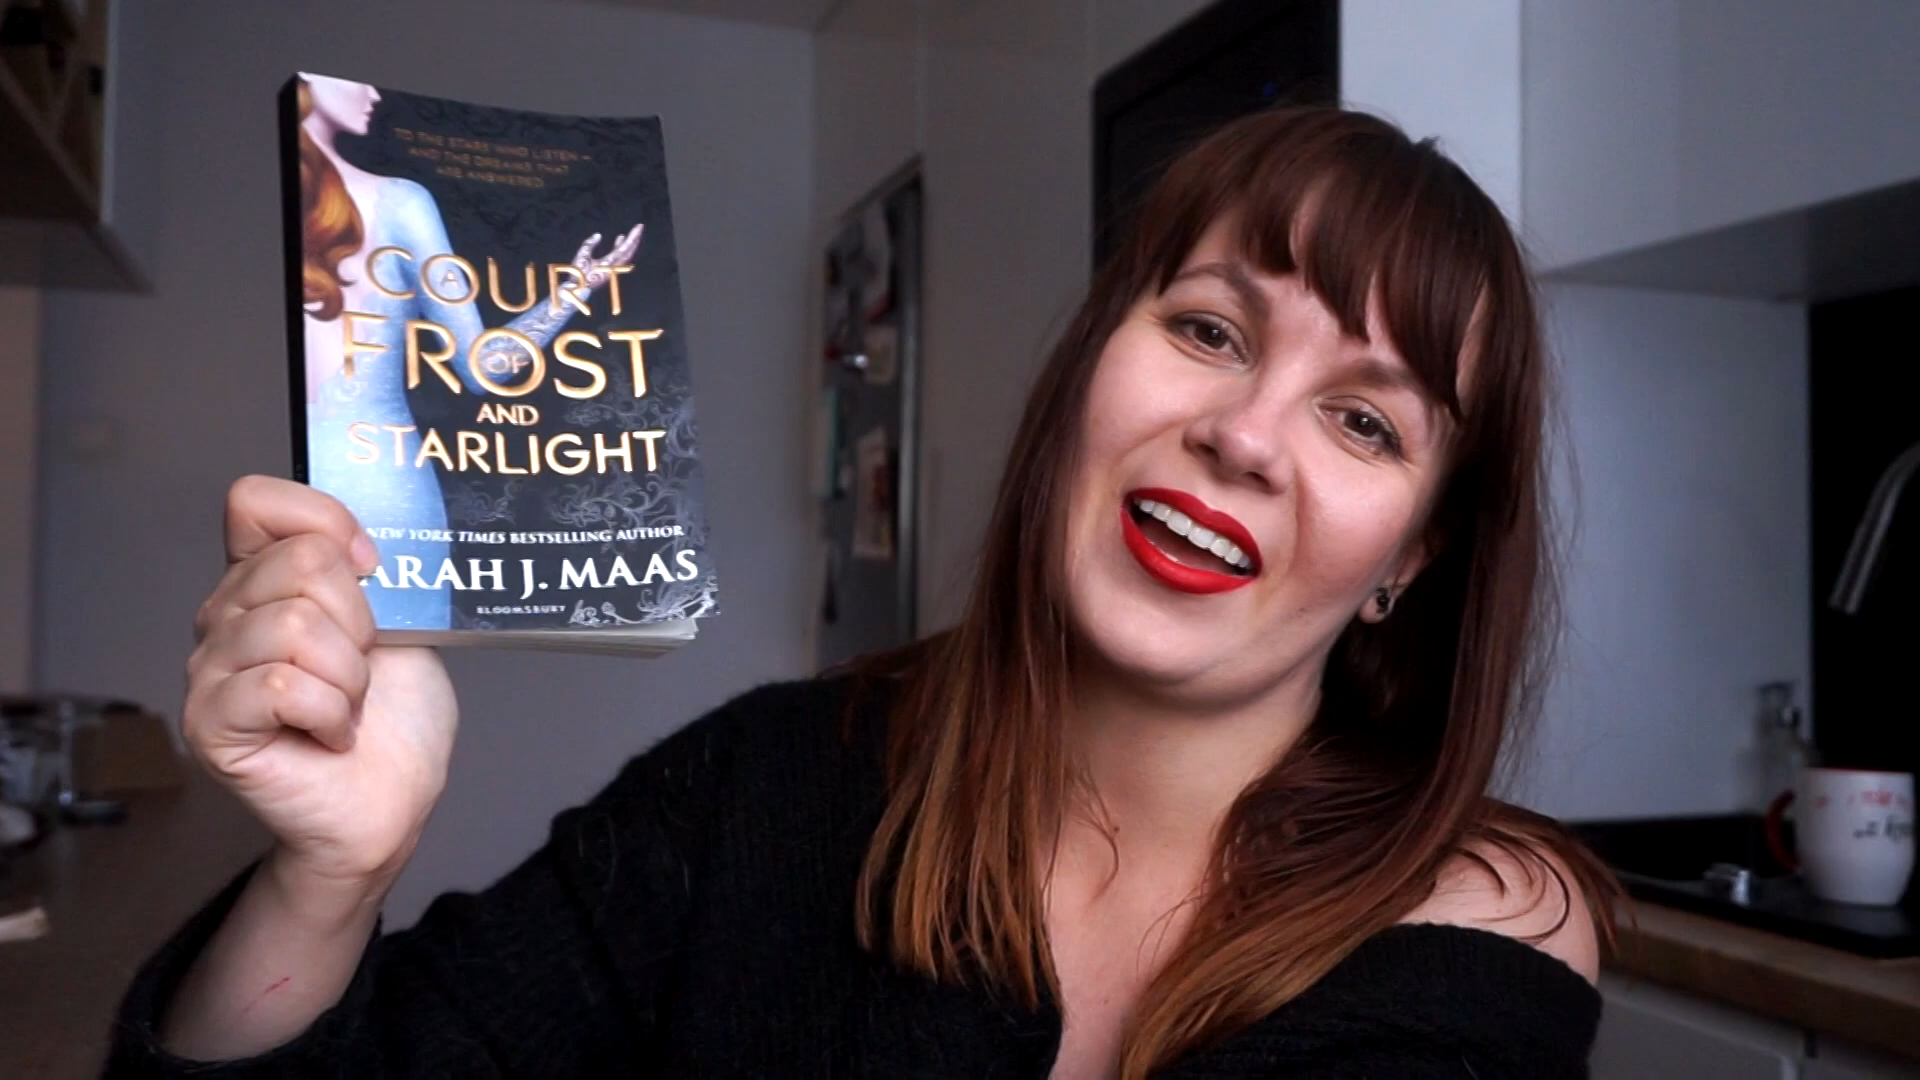 TO THE STARS WHO LISTEN –
AND THE DREAMS THAT
ARE ANSWERED
A
COURT
OF
FROST
AND
STARLIGHT
NEW YORK TIMES BESTSELLING AUTHOR
ARAH J. MAAS
BLOOMSBURY